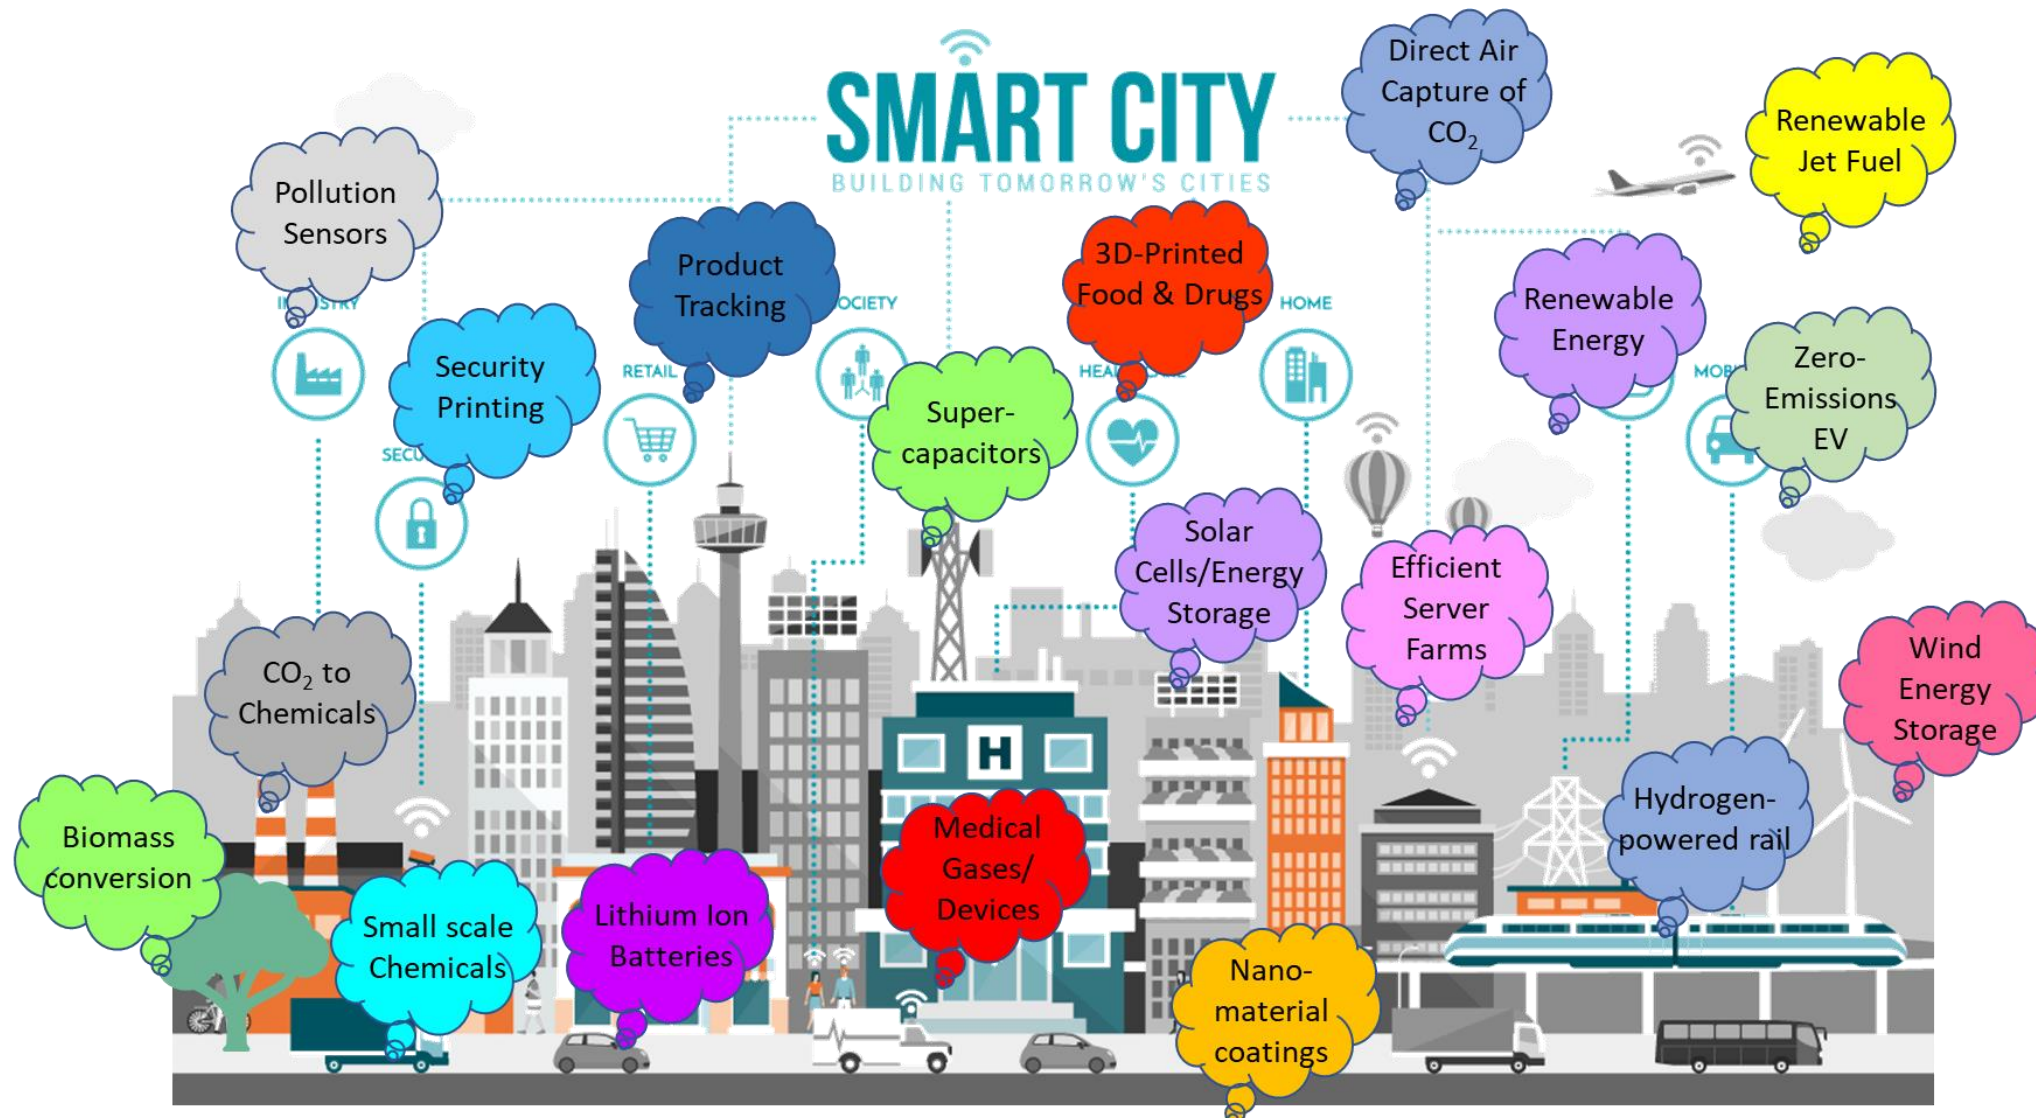 SMART CITY
BUILDING TOMORROW'S CITIES
Direct Air
Capture of
CO₂
Renewable
Jet Fuel
Pollution
Sensors
Product
Tracking
3D-Printed
Food & Drugs
Renewable
Energy
HOME
RETAIL
Security
Printing
Super-
capacitors
Zero-
Emissions
EV
Solar
Cells/Energy
Storage
Efficient
Server
Farms
Wind
Energy
Storage
CO₂ to
Chemicals
H
Hydrogen-
powered rail
Biomass
conversion
Medical
Gases/
Devices
Small scale
Chemicals
Lithium Ion
Batteries
Nano-
material
coatings